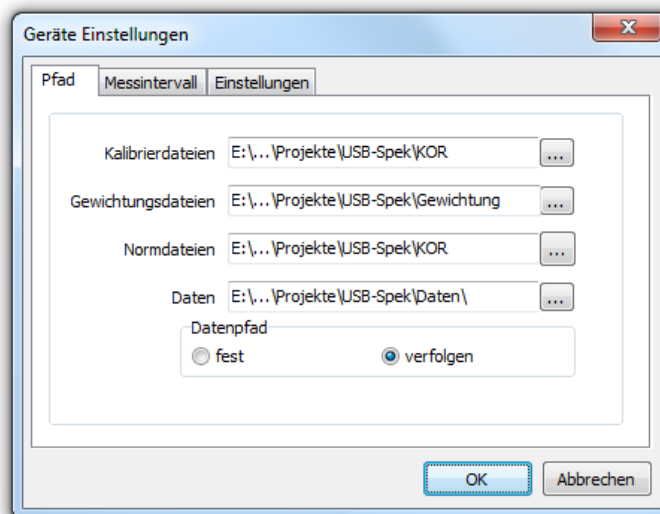 Geräte Einstellungen
Pfad Messintervall Einstellungen
Kalibrierdateien E:\...\Projekte\USB-Spek\KOR ...
Gewichtungsdateien E:\...\Projekte\USB-Spek\Gewichtung ...
Normdateien E:\...\Projekte\USB-Spek\KOR ...
Daten E:\...\Projekte\USB-Spek\Daten\ ...
Datenpfad
fest verfolgen
OK Abbrechen